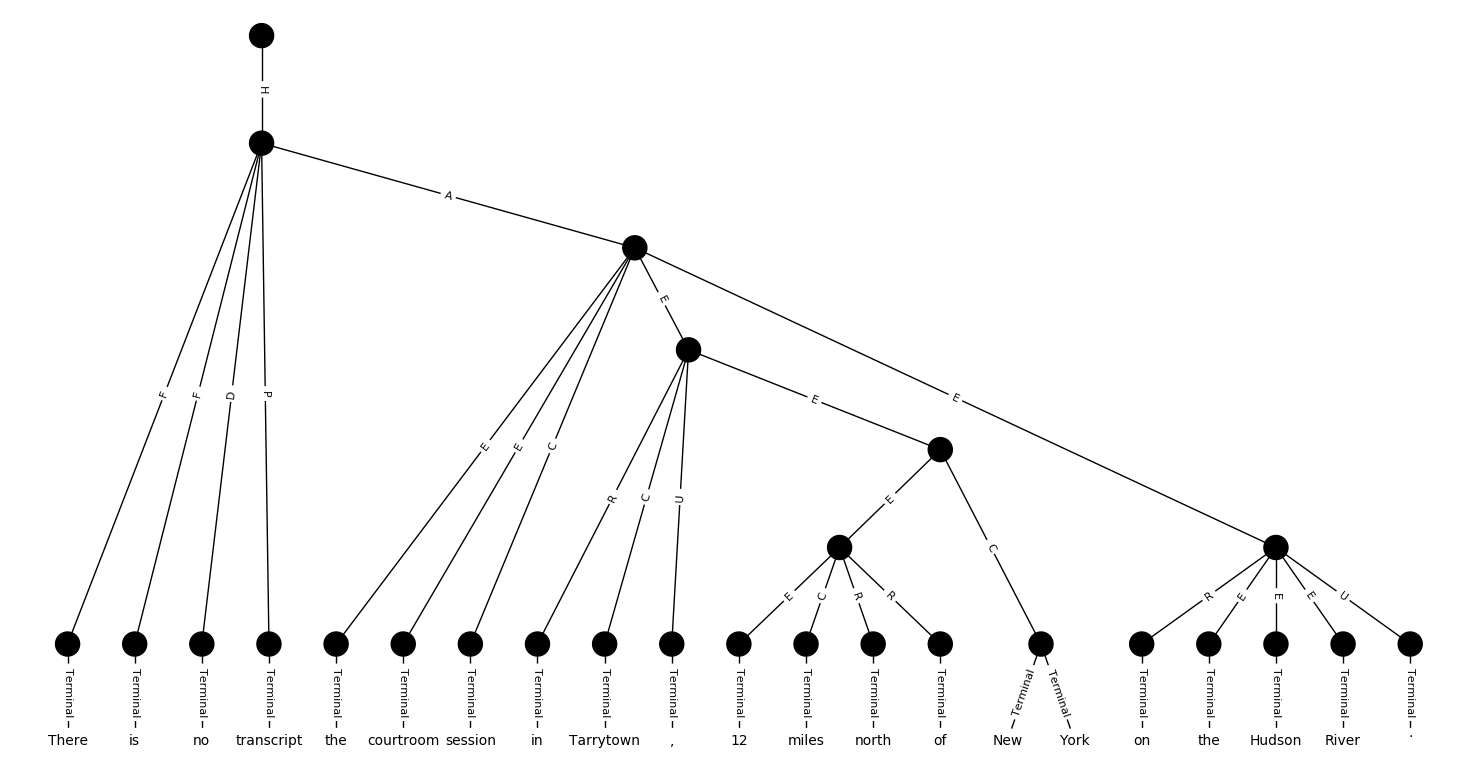 H
A
F F D P
E E C E E
R C U E
E C
E C R R
R E E E U
Terminal Terminal Terminal Terminal Terminal Terminal Terminal Terminal Terminal Terminal Terminal Terminal Terminal Terminal Terminal Terminal Terminal Terminal Terminal Terminal Terminal
There is no transcript the courtroom session in Tarrytown , 12 miles north of New York on the Hudson River .